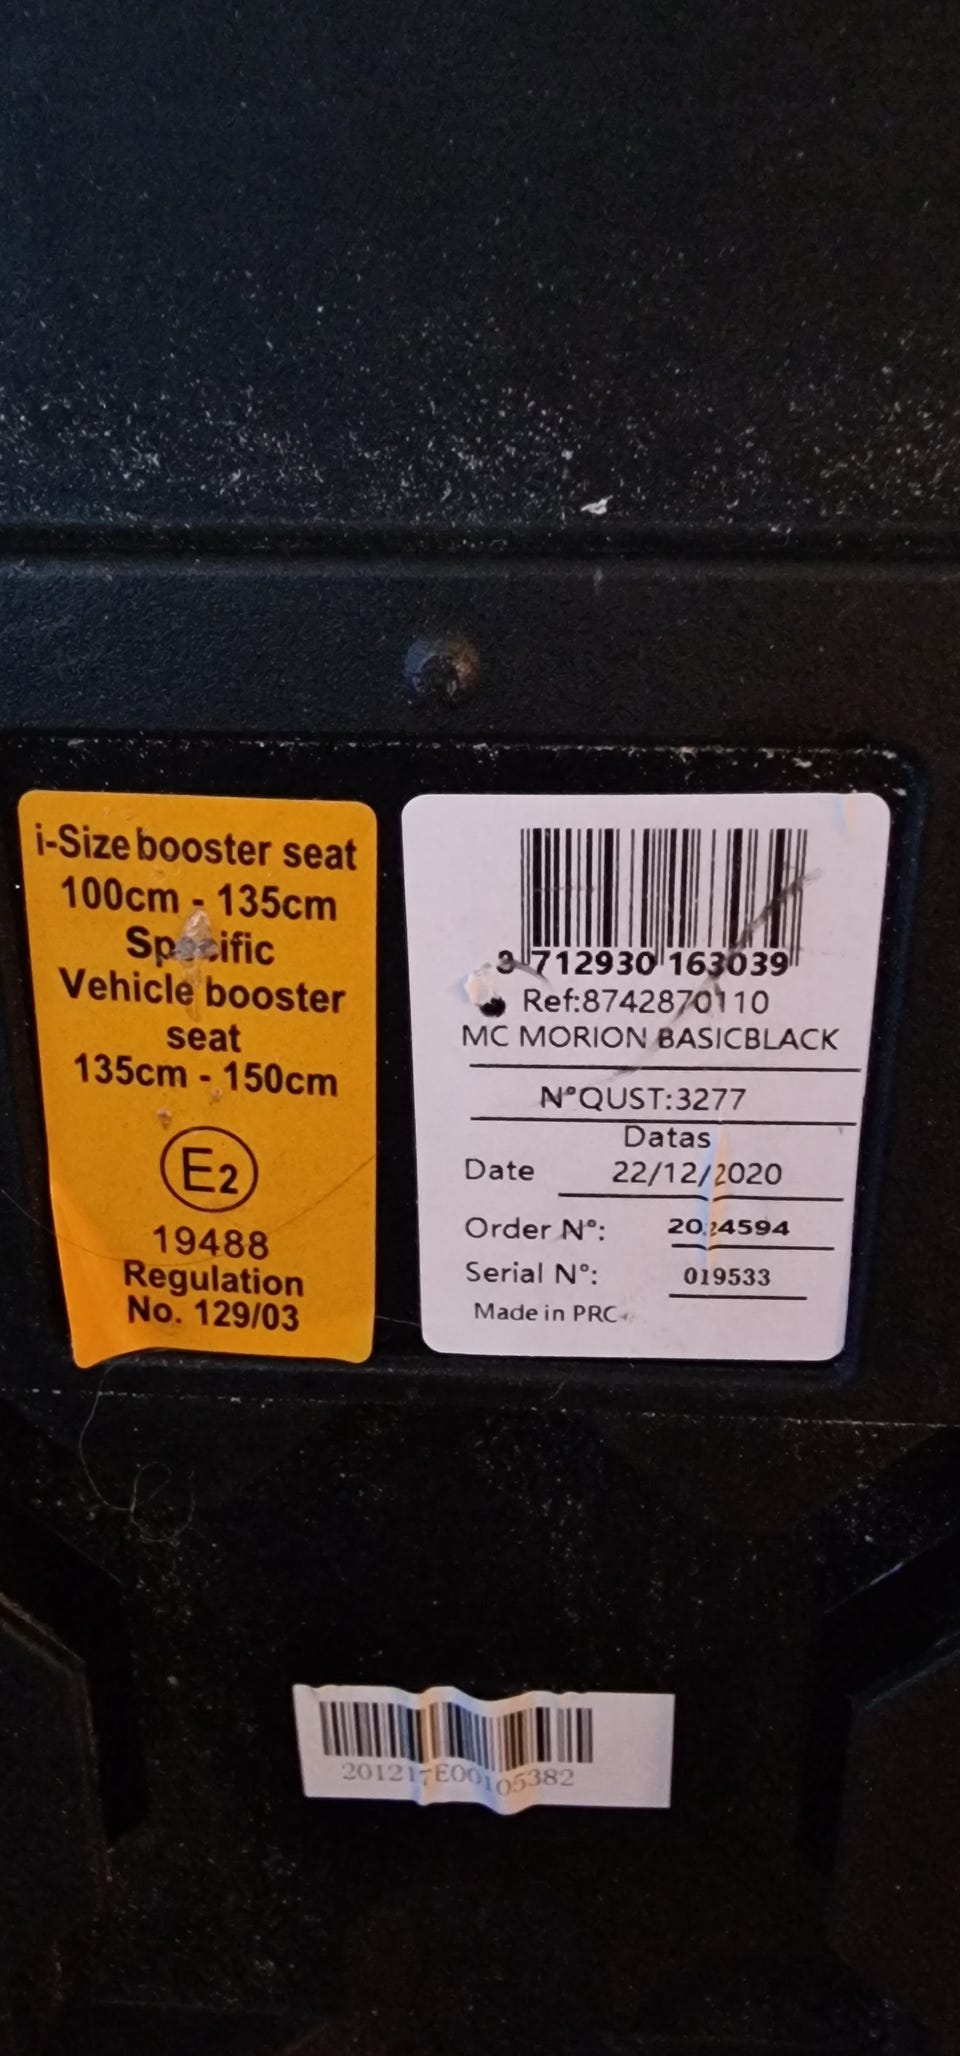 i-Size booster seat
100cm - 135cm
Specific
Vehicle booster
seat
135cm - 150cm
E2
19488
Regulation
No. 129/03
8 712930 163039
Ref:8742870110
MC MORION BASICBLACK
N°QUST:3277
Datas
Date 22/12/2020
Order N°:
Serial N°: 019533
Made in PRC
201217E00105382